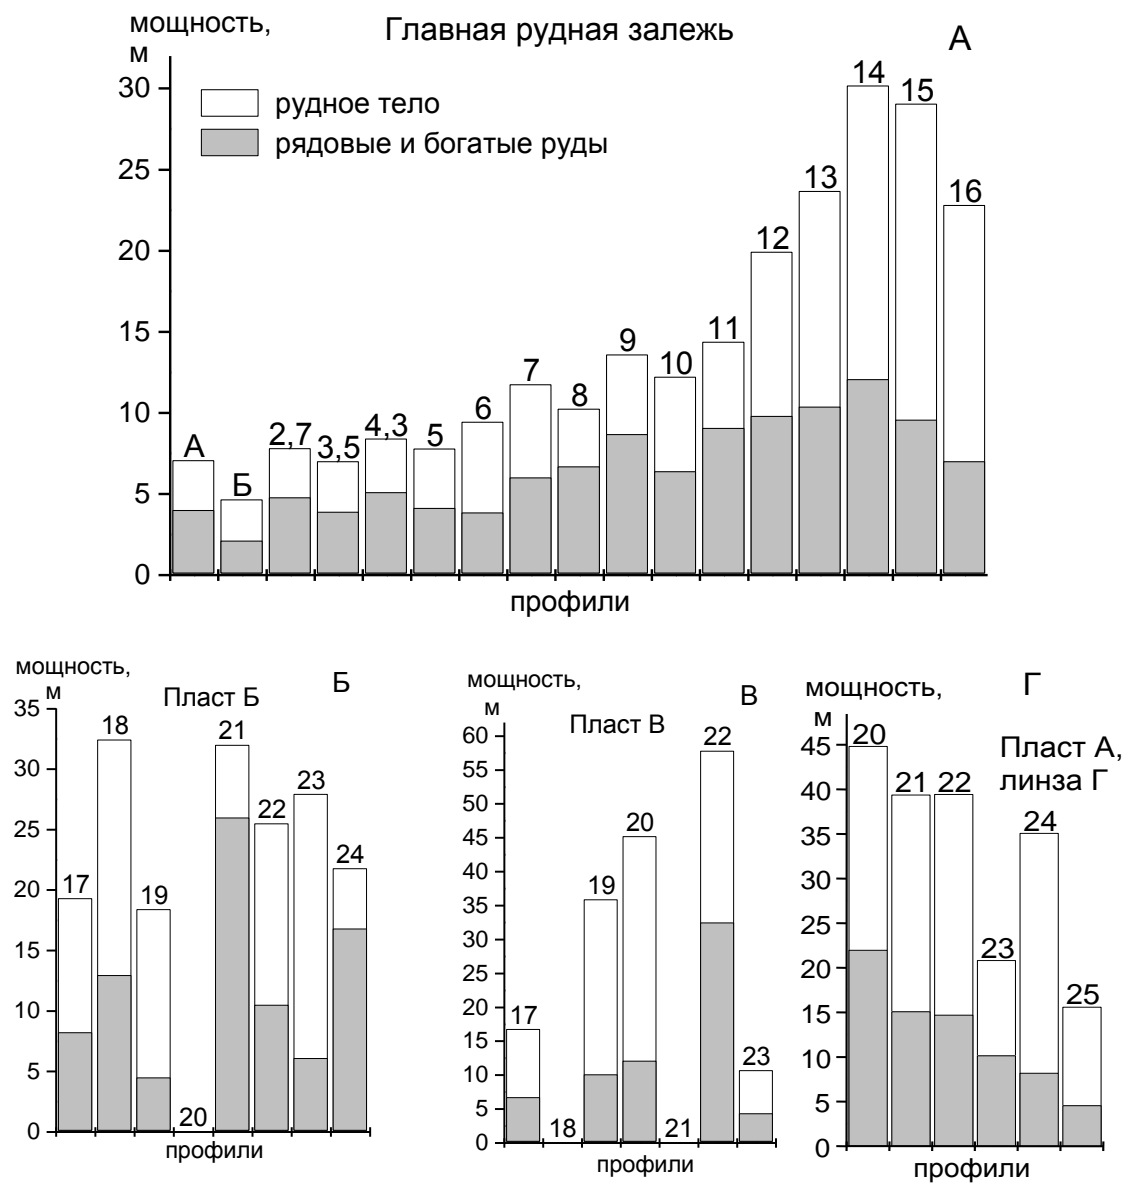 мощность,
м
Главная рудная залежь
А
рудное тело
рядовые и богатые руды
30
25
20
15
10
5
0
А
Б
2,7
3,5
4,3
5
6
7
8
9
10
11
12
13
14
15
16
профили
мощность,
м
Пласт Б
Б
35
30
25
20
15
10
5
0
17
18
19
20
21
22
23
24
профили
мощность,
м
Пласт В
В
60
55
50
45
40
35
30
25
20
15
10
5
0
17
18
19
20
21
22
23
профили
мощность,
м
Г
Пласт А,
линза Г
45
40
35
30
25
20
15
10
5
0
20
21
22
23
24
25
профили